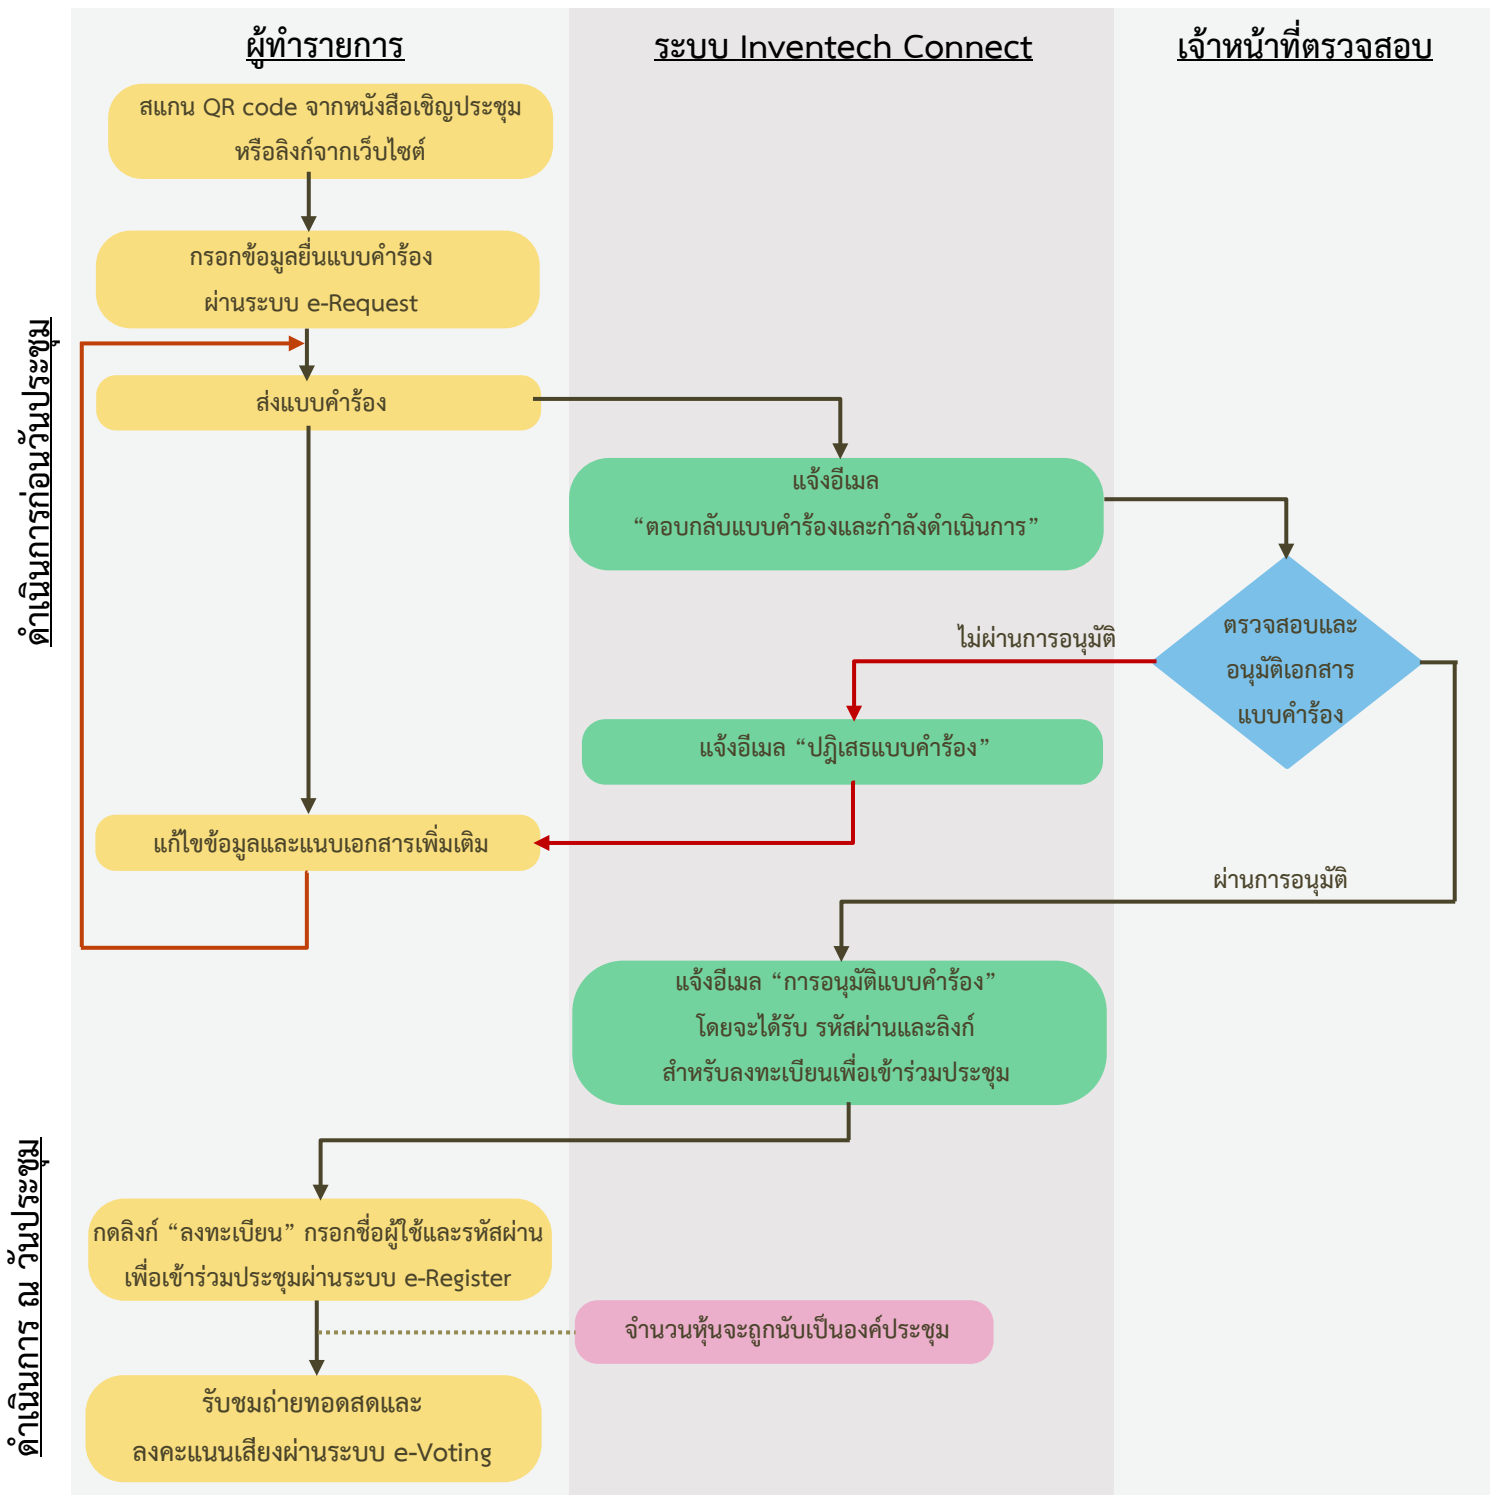 ผู้ทำรายการ
ระบบ Inventech Connect
เจ้าหน้าที่ตรวจสอบ
ดำเนินการก่อนวันประชุม
สแกน QR code จากหนังสือเชิญประชุม
หรือลิงก์จากเว็บไซต์
กรอกข้อมูลยื่นแบบคำร้อง
ผ่านระบบ e-Request
ส่งแบบคำร้อง
แจ้งอีเมล
“ตอบกลับแบบคำร้องและกำลังดำเนินการ”
ตรวจสอบและ
อนุมัติเอกสาร
แบบคำร้อง
ไม่ผ่านการอนุมัติ
แจ้งอีเมล “ปฎิเสธแบบคำร้อง”
แก้ไขข้อมูลและแนบเอกสารเพิ่มเติม
ผ่านการอนุมัติ
แจ้งอีเมล “การอนุมัติแบบคำร้อง”
โดยจะได้รับ รหัสผ่านและลิงก์
สำหรับลงทะเบียนเพื่อเข้าร่วมประชุม
ดำเนินการ ณ วันประชุม
กดลิงก์ “ลงทะเบียน” กรอกชื่อผู้ใช้และรหัสผ่าน
เพื่อเข้าร่วมประชุมผ่านระบบ e-Register
จำนวนหุ้นจะถูกนับเป็นองค์ประชุม
รับชมถ่ายทอดสดและ
ลงคะแนนเสียงผ่านระบบ e-Voting